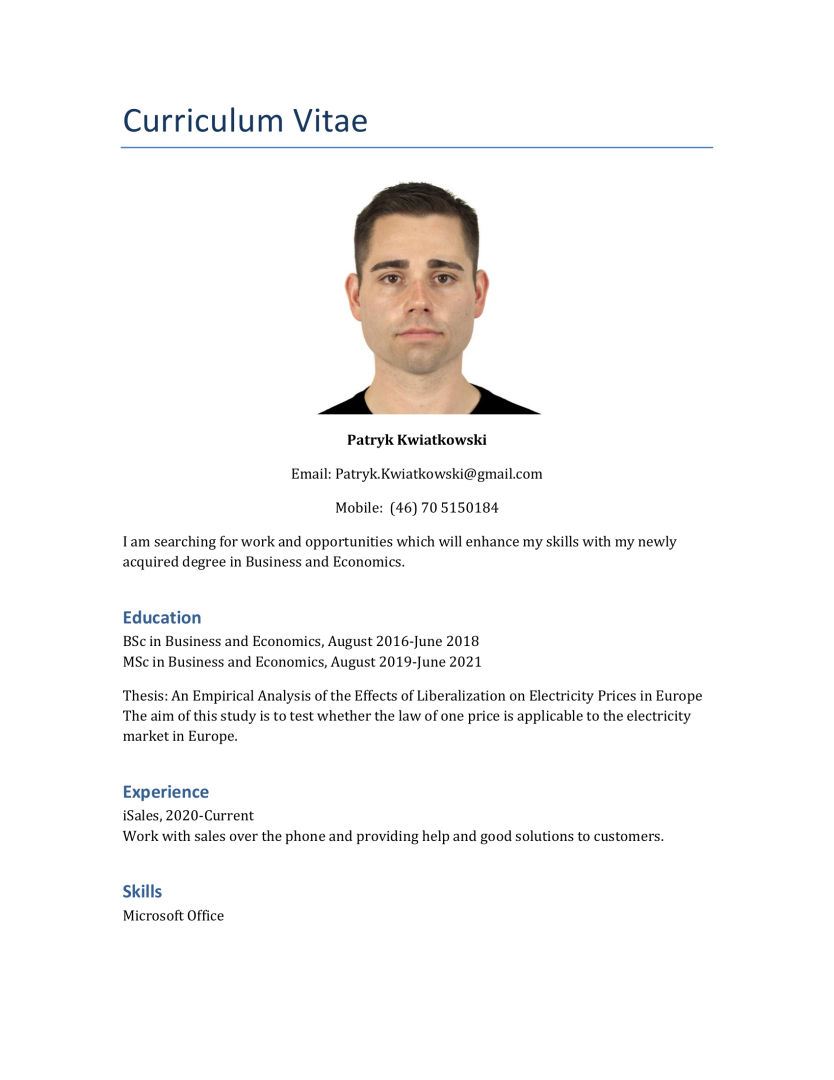 Curriculum Vitae
Patryk Kwiatkowski
Email: Patryk.Kwiatkowski@gmail.com
Mobile:  (46) 70 5150184
I am searching for work and opportunities which will enhance my skills with my newly
acquired degree in Business and Economics.
Education
BSc in Business and Economics, August 2016-June 2018
MSc in Business and Economics, August 2019-June 2021
Thesis: An Empirical Analysis of the Effects of Liberalization on Electricity Prices in Europe
The aim of this study is to test whether the law of one price is applicable to the electricity
market in Europe.
Experience
iSales, 2020-Current
Work with sales over the phone and providing help and good solutions to customers.
Skills
Microsoft Office